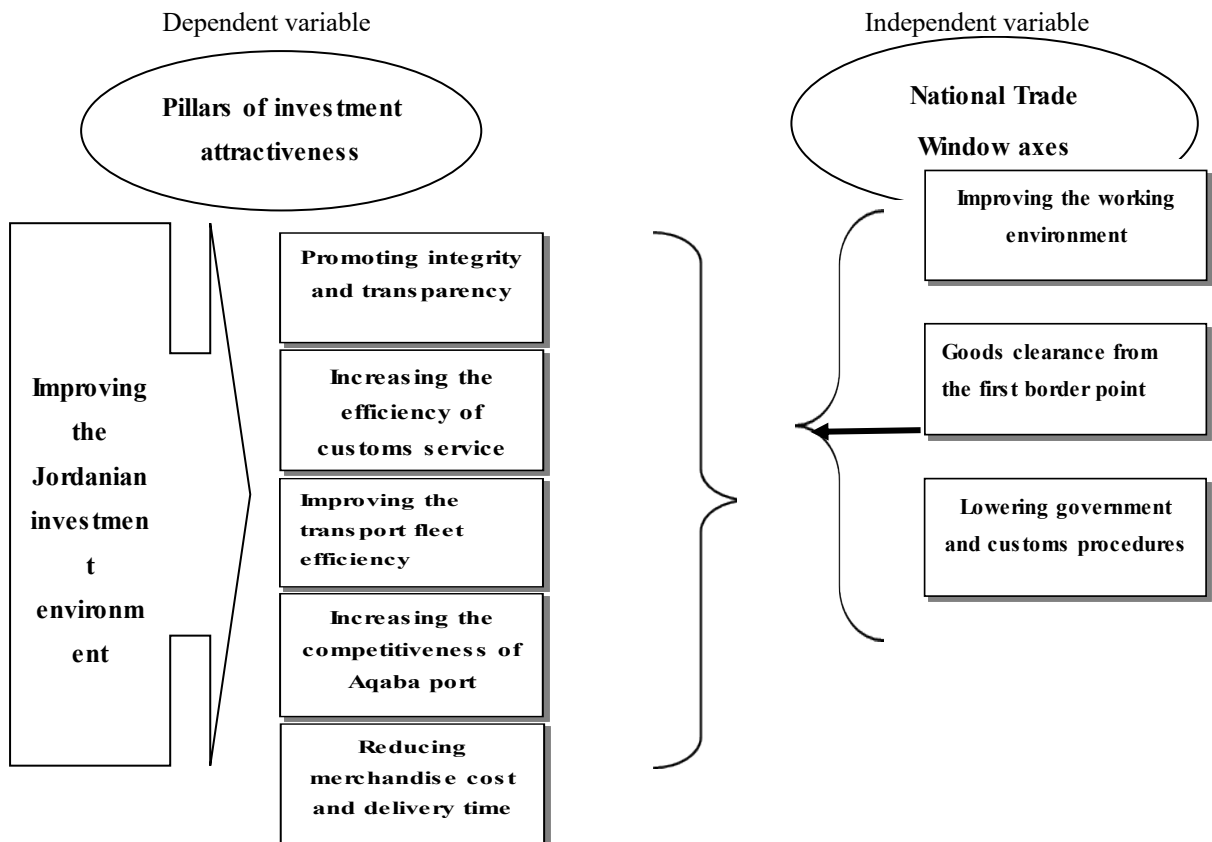 Dependent variable
Independent variable
Pillars of investment
attractiveness
National Trade
Window axes
Improving
the
Jordanian
investmen
t
environm
ent
Promoting integrity
and transparency
Increasing the
efficiency of
customs service
Improving the
transport fleet
efficiency
Increasing the
competitiveness of
Aqaba port
Reducing
merchandise cost
and delivery time
Improving the working
environment
Goods clearance from
the first border point
Lowering government
and customs procedures